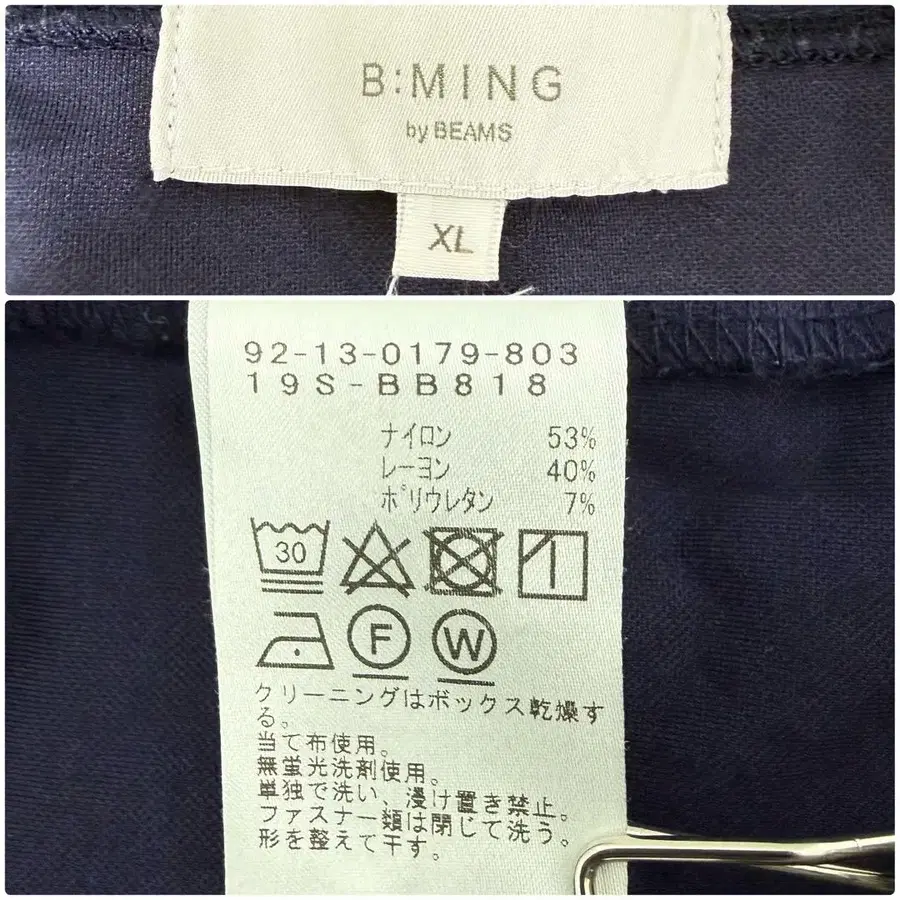 B:MING
by BEAMS
XL
92-13-0179-803
19S-BB818
ナイロン 53%
レーヨン 40%
ポリウレタン 7%
30
F W
クリーニングはボックス乾燥す
る。
当て布使用。
無蛍光洗剤使用。
単独で洗い、浸け置き禁止。
ファスナー類は閉じて洗う。
形を整えて干す。